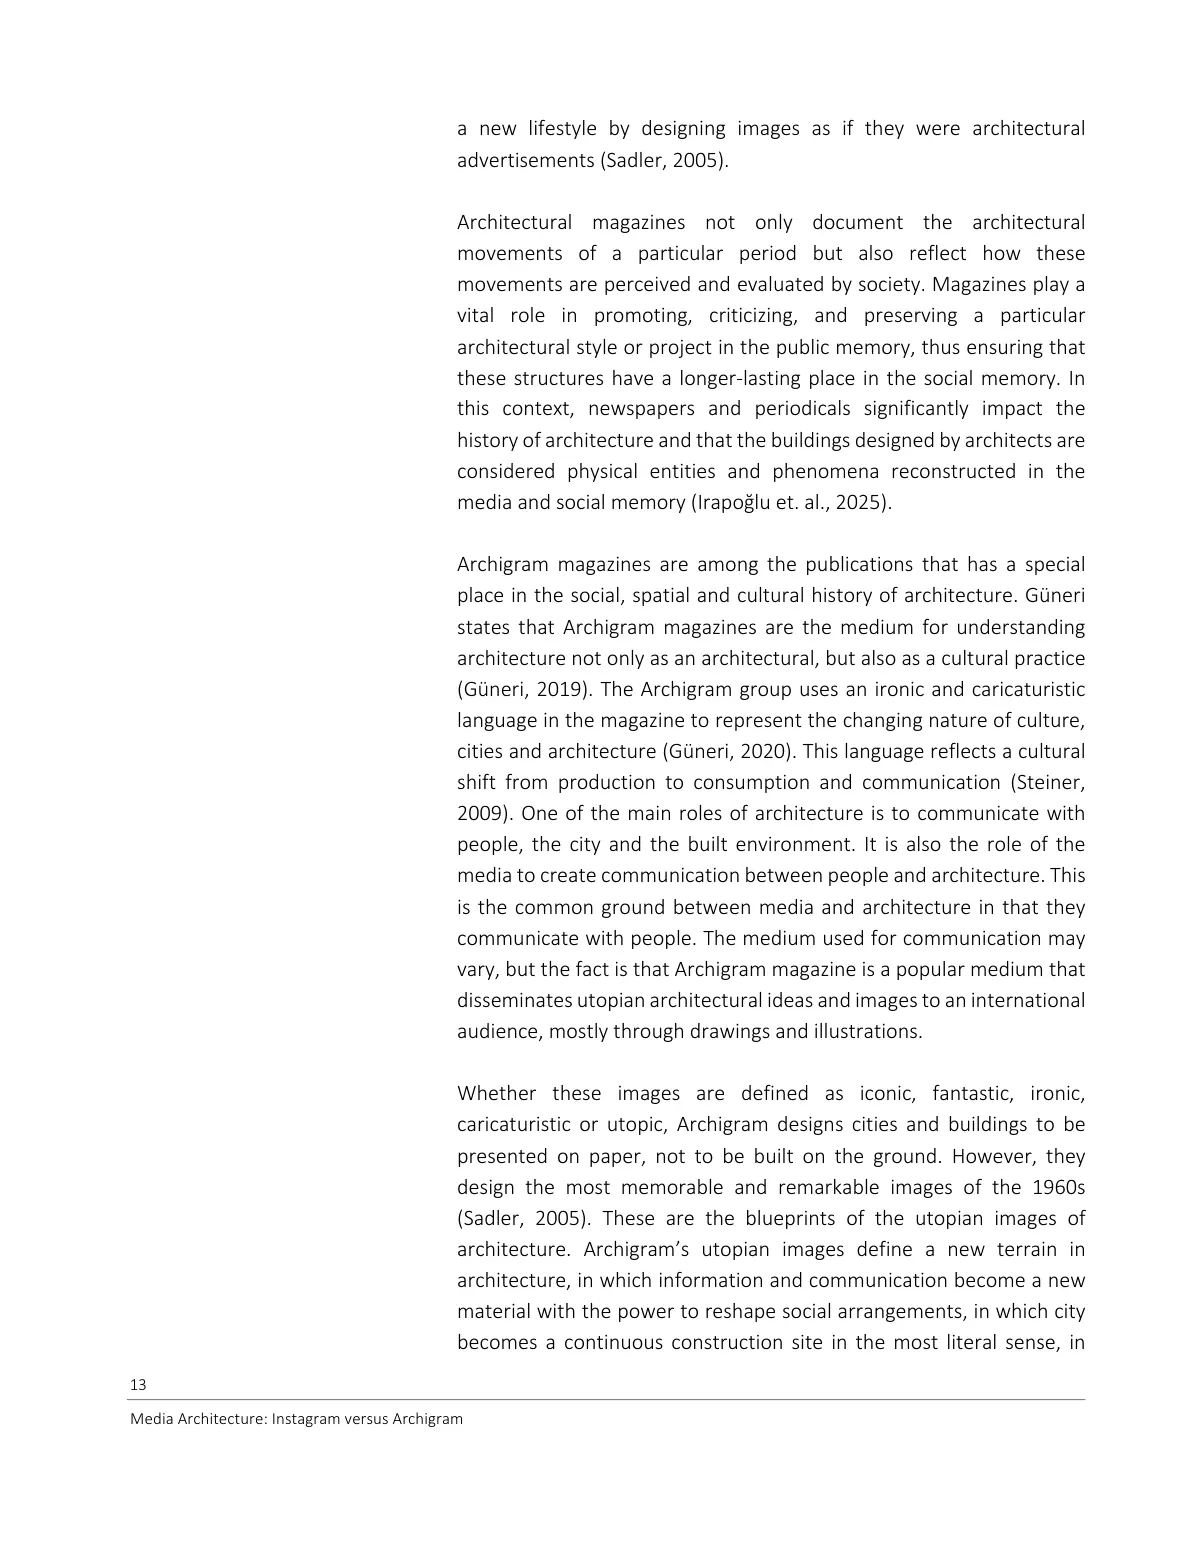 a new lifestyle by designing images as if they were architectural
advertisements (Sadler, 2005).
Architectural magazines not only document the architectural
movements of a particular period but also reflect how these
movements are perceived and evaluated by society. Magazines play a
vital role in promoting, criticizing, and preserving a particular
architectural style or project in the public memory, thus ensuring that
these structures have a longer-lasting place in the social memory. In
this context, newspapers and periodicals significantly impact the
history of architecture and that the buildings designed by architects are
considered physical entities and phenomena reconstructed in the
media and social memory (Irapoğlu et. al., 2025).
Archigram magazines are among the publications that has a special
place in the social, spatial and cultural history of architecture. Güneri
states that Archigram magazines are the medium for understanding
architecture not only as an architectural, but also as a cultural practice
(Güneri, 2019). The Archigram group uses an ironic and caricaturistic
language in the magazine to represent the changing nature of culture,
cities and architecture (Güneri, 2020). This language reflects a cultural
shift from production to consumption and communication (Steiner,
2009). One of the main roles of architecture is to communicate with
people, the city and the built environment. It is also the role of the
media to create communication between people and architecture. This
is the common ground between media and architecture in that they
communicate with people. The medium used for communication may
vary, but the fact is that Archigram magazine is a popular medium that
disseminates utopian architectural ideas and images to an international
audience, mostly through drawings and illustrations.
Whether these images are defined as iconic, fantastic, ironic,
caricaturistic or utopic, Archigram designs cities and buildings to be
presented on paper, not to be built on the ground. However, they
design the most memorable and remarkable images of the 1960s
(Sadler, 2005). These are the blueprints of the utopian images of
architecture. Archigram’s utopian images define a new terrain in
architecture, in which information and communication become a new
material with the power to reshape social arrangements, in which city
becomes a continuous construction site in the most literal sense, in
13
Media Architecture: Instagram versus Archigram